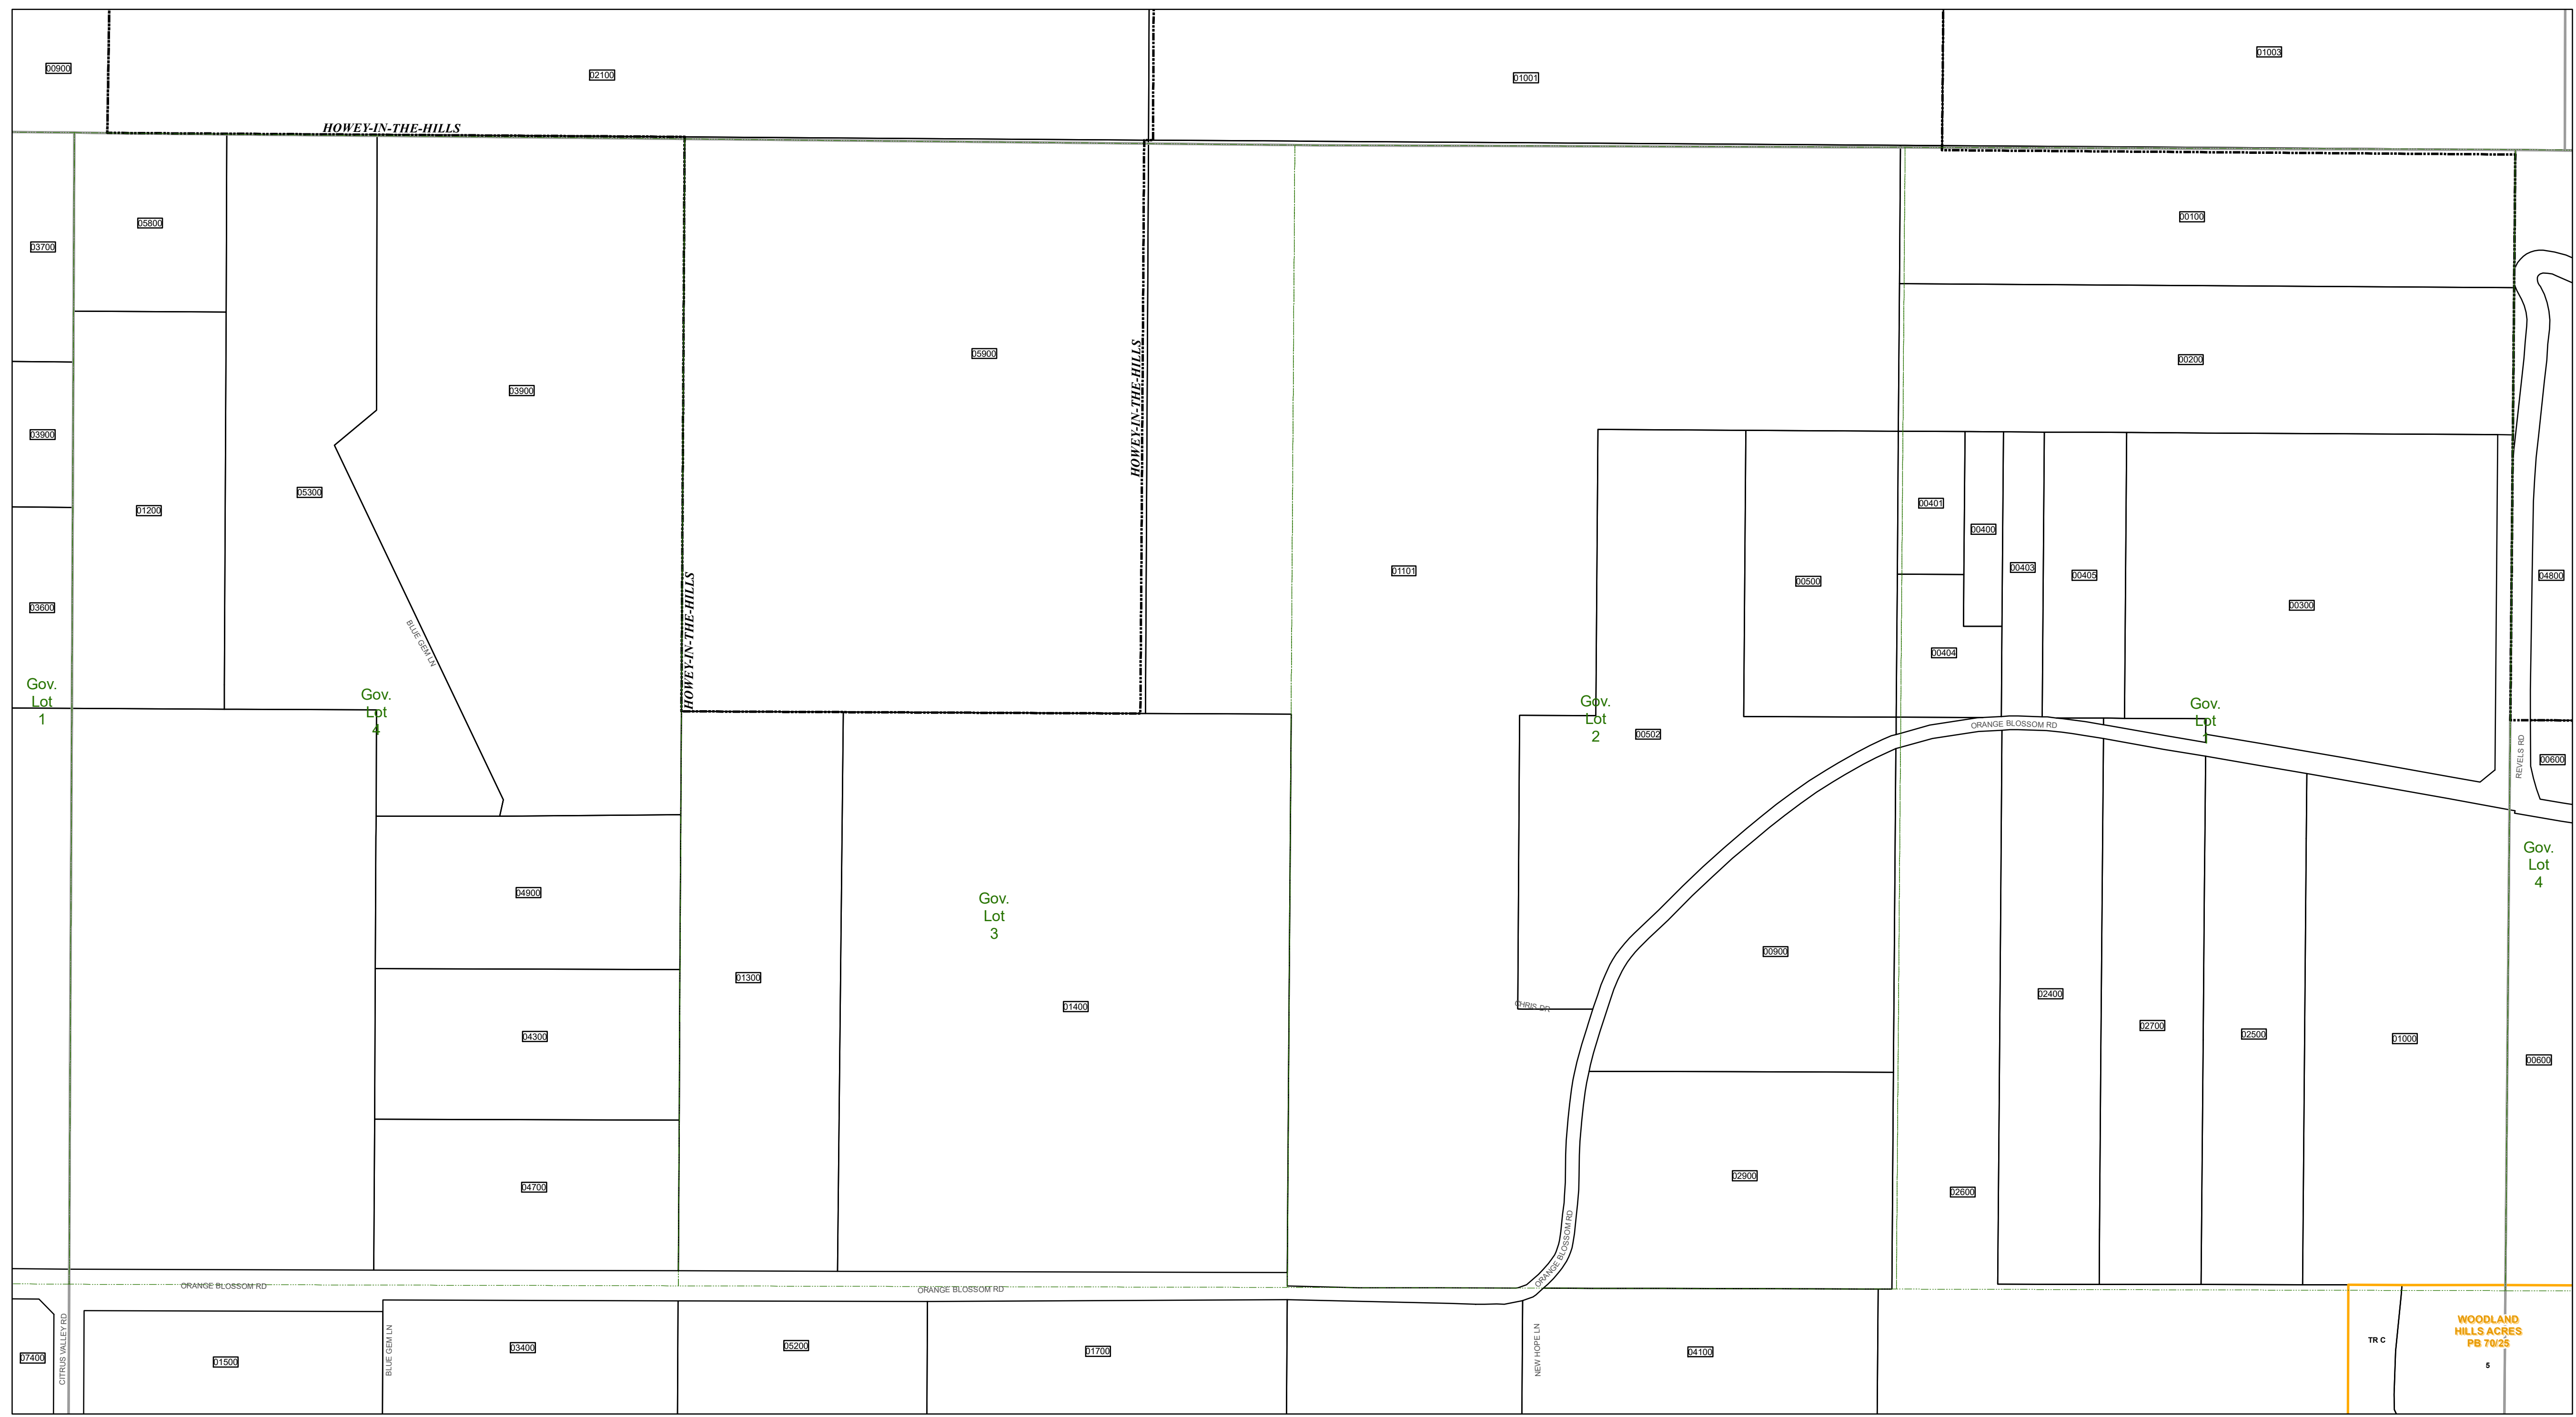 00900
02100
01001
01003
HOWEY-IN-THE-HILLS
05800
03700
00100
05900
HOWEY-IN-THE-HILLS
00200
03900
03900
05300
01200
00401
00400
00403
00405
01101
00500
04800
00300
03600
HOWEY-IN-THE-HILLS
BLUE GEM LN
00404
Gov.
Lot
1
Gov.
Lot
4
Gov.
Lot
2
Gov.
Lot
1
00502
ORANGE BLOSSOM RD
REVELS RD
00600
Gov.
Lot
4
04900
Gov.
Lot
3
01300
00900
01400
CHRIS DR
02400
02700
02500
01000
00600
04300
04700
02900
02600
ORANGE BLOSSOM RD
ORANGE BLOSSOM RD
ORANGE BLOSSOM RD
CITRUS VALLEY RD
07400
01500
BLUE GEM LN
03400
05200
01700
NEW HOPE LN
04100
TR C
WOODLAND
HILLS ACRES
PB 70/25
5